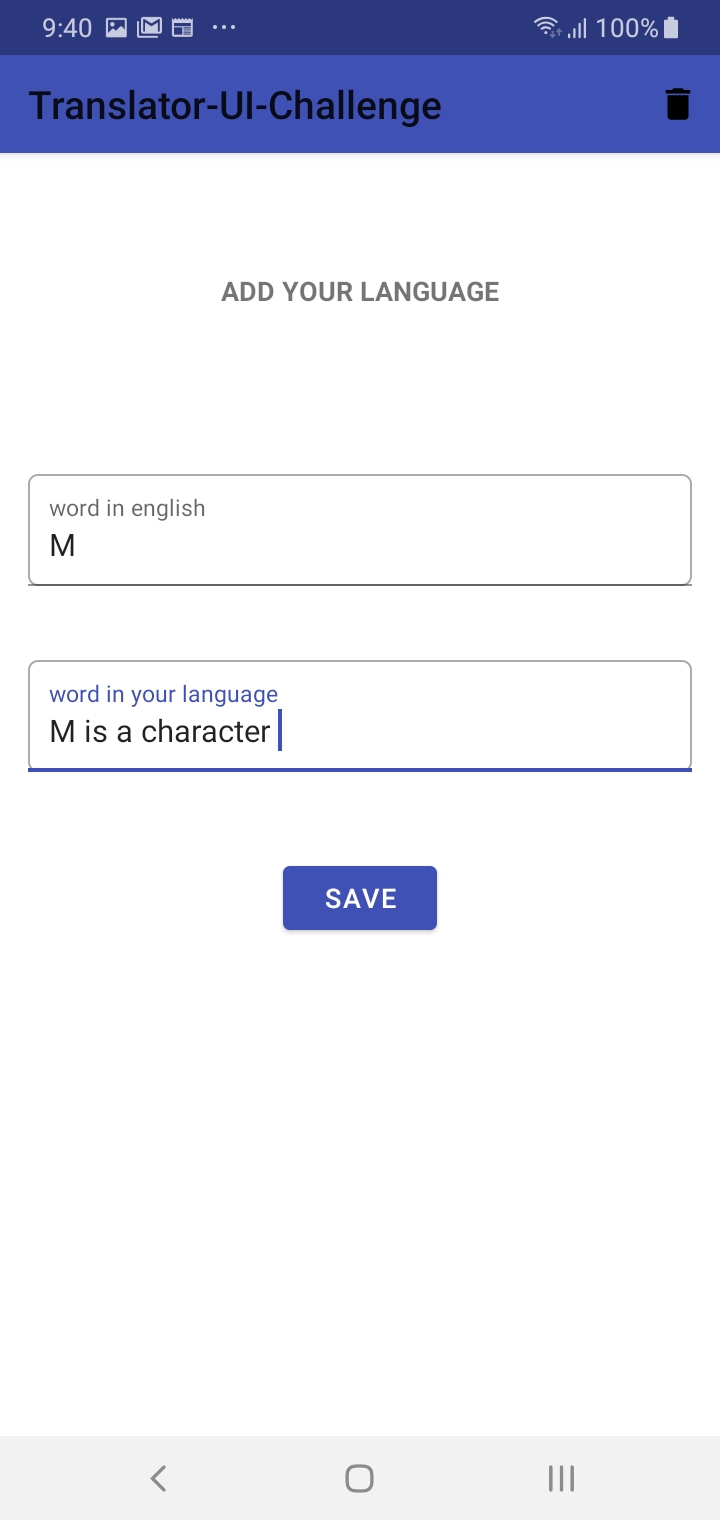 9:40 100%
Translator-UI-Challenge
ADD YOUR LANGUAGE
word in english
M
word in your language
M is a character
SAVE